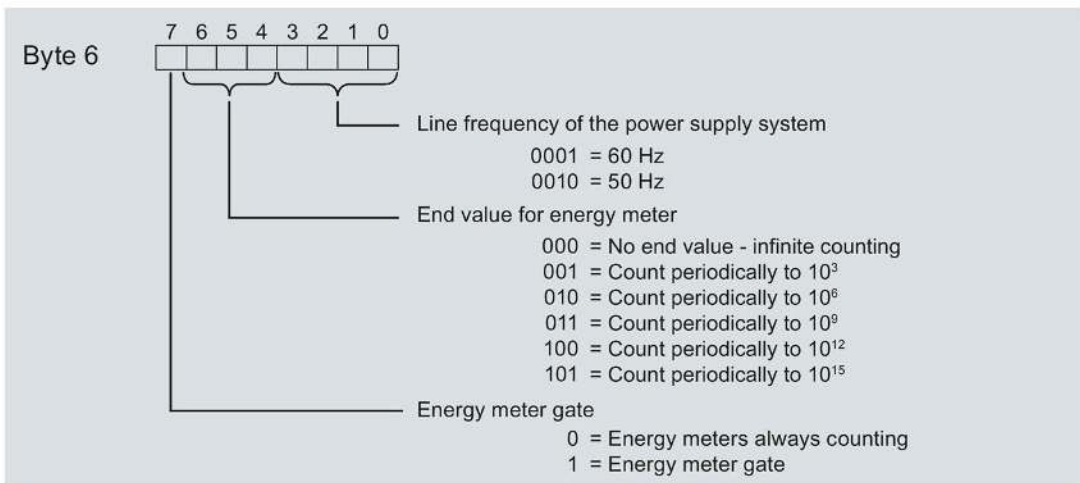 7 6 5 4 3 2 1 0
Byte 6
Line frequency of the power supply system
0001 = 60 Hz
0010 = 50 Hz
End value for energy meter
000 = No end value - infinite counting
001 = Count periodically to 10³
010 = Count periodically to 10⁶
011 = Count periodically to 10⁹
100 = Count periodically to 10¹²
101 = Count periodically to 10¹⁵
Energy meter gate
0 = Energy meters always counting
1 = Energy meter gate